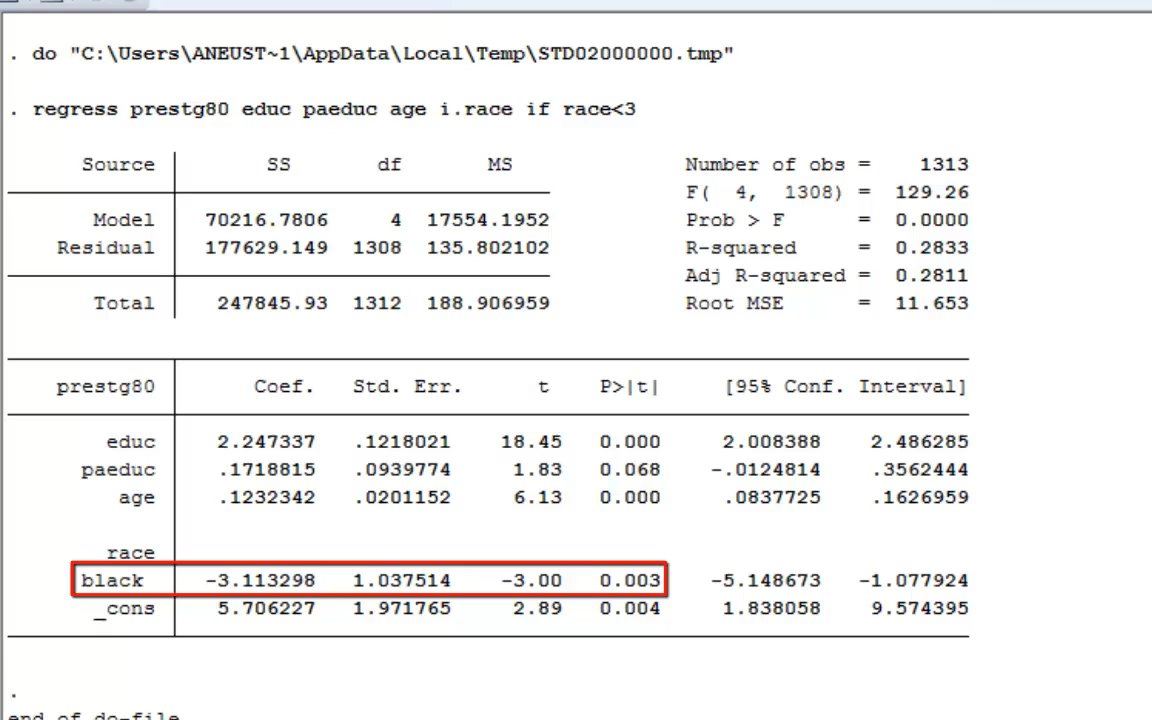 . do "C:\Users\ANEUST~1\AppData\Local\Temp\STD02000000.tmp"
. regress prestg80 educ paeduc age i.race if race<3
Source SS df MS Number of obs = 1313
F( 4, 1308) = 129.26
Model 70216.7806 4 17554.1952 Prob > F = 0.0000
Residual 177629.149 1308 135.802102 R-squared = 0.2833
Adj R-squared = 0.2811
Total 247845.93 1312 188.906959 Root MSE = 11.653
prestg80 Coef. Std. Err. t P>|t| [95% Conf. Interval]
educ 2.247337 .1218021 18.45 0.000 2.008388 2.486285
paeduc .1718815 .0939774 1.83 0.068 -.0124814 .3562444
age .1232342 .0201152 6.13 0.000 .0837725 .1626959
race
black -3.113298 1.037514 -3.00 0.003 -5.148673 -1.077924
_cons 5.706227 1.971765 2.89 0.004 1.838058 9.574395
.
end of do-file